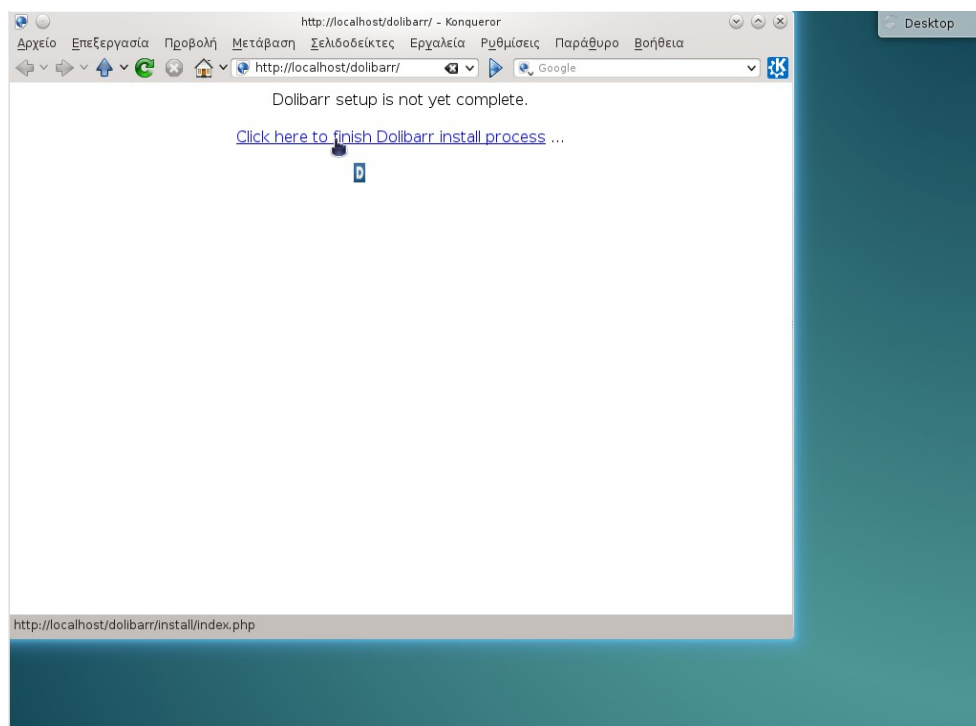 http://localhost/dolibarr/ – Konqueror
Desktop
Αρχείο Επεξεργασία Προβολή Μετάβαση Σελιδοδείκτες Εργαλεία Ρυθμίσεις Παράθυρο Βοήθεια
http://localhost/dolibarr/ Google
Dolibarr setup is not yet complete.
Click here to finish Dolibarr install process ...
D
http://localhost/dolibarr/install/index.php